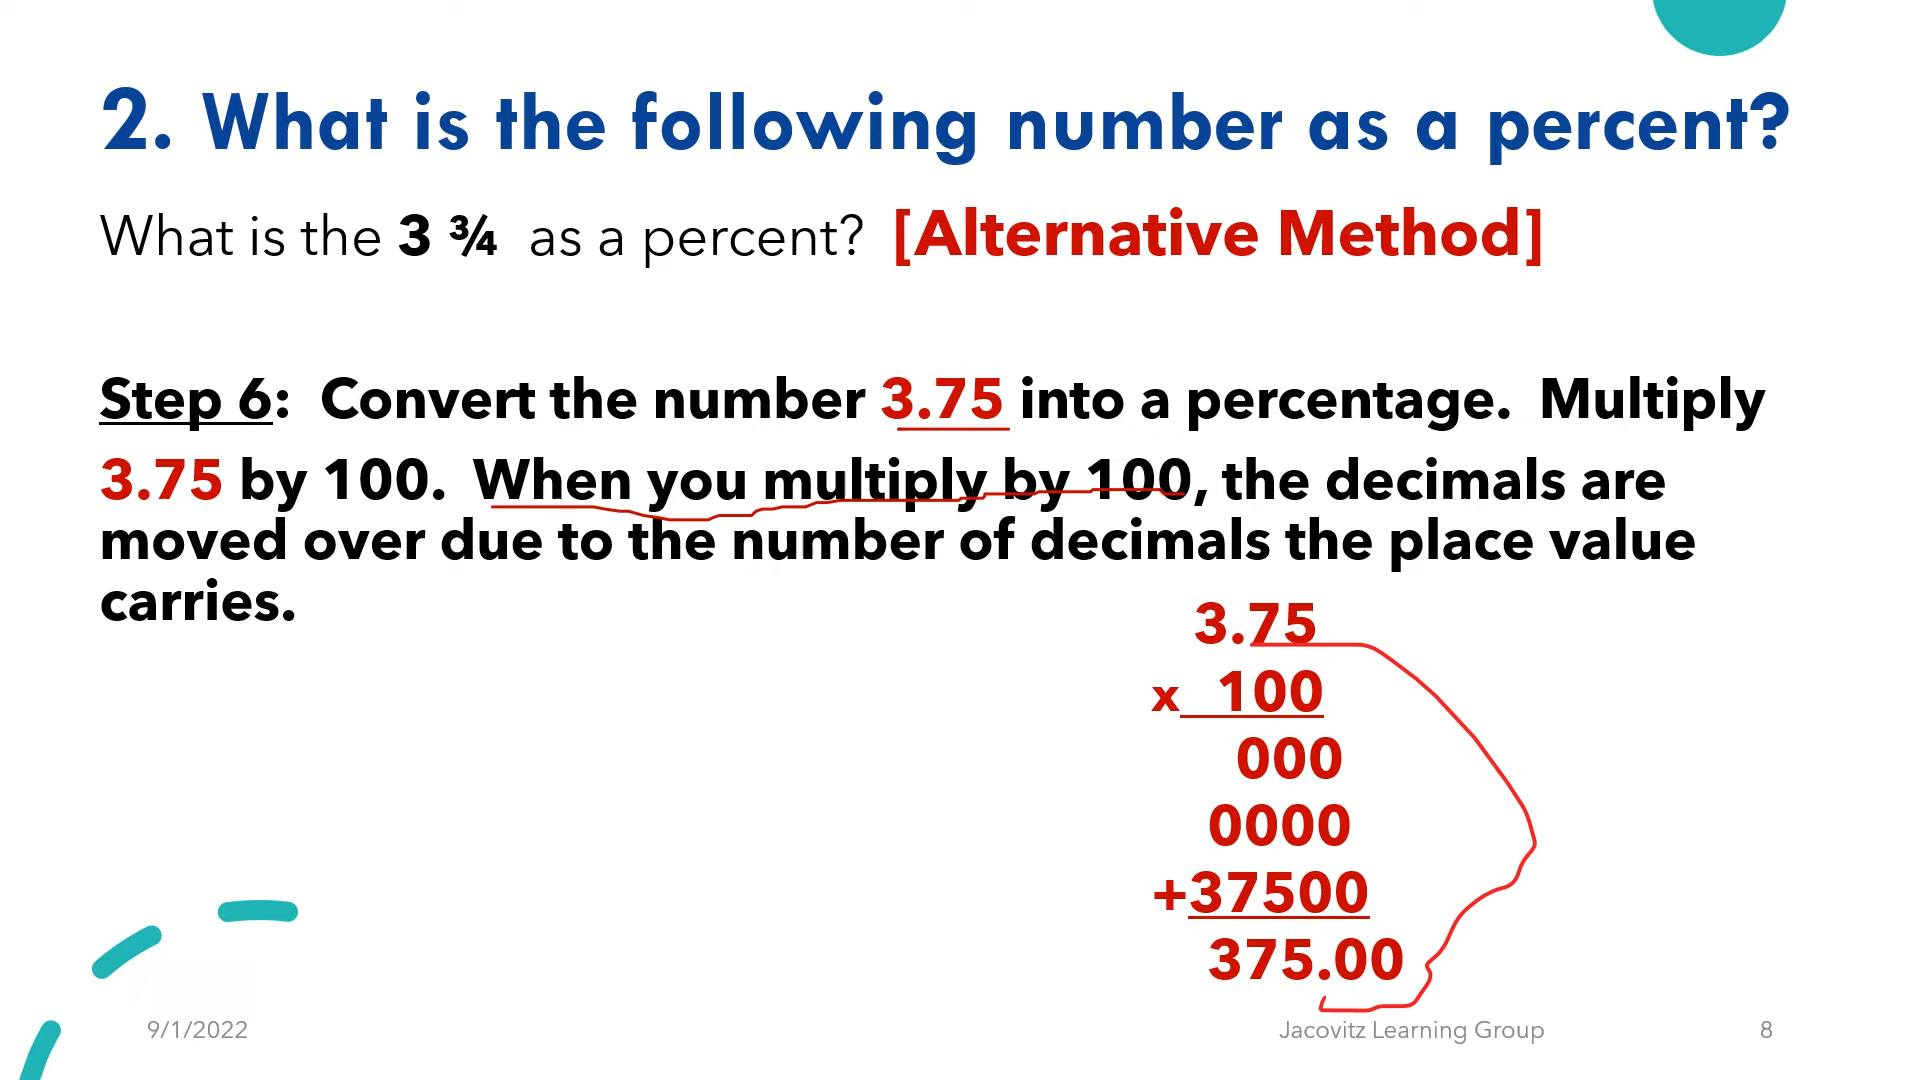 2. What is the following number as a percent?
What is the 3 ¾ as a percent? [Alternative Method]
Step 6: Convert the number 3.75 into a percentage. Multiply
3.75 by 100. When you multiply by 100, the decimals are
moved over due to the number of decimals the place value
carries.
3.75
x 100
000
0000
+37500
375.00
9/1/2022
Jacovitz Learning Group
8